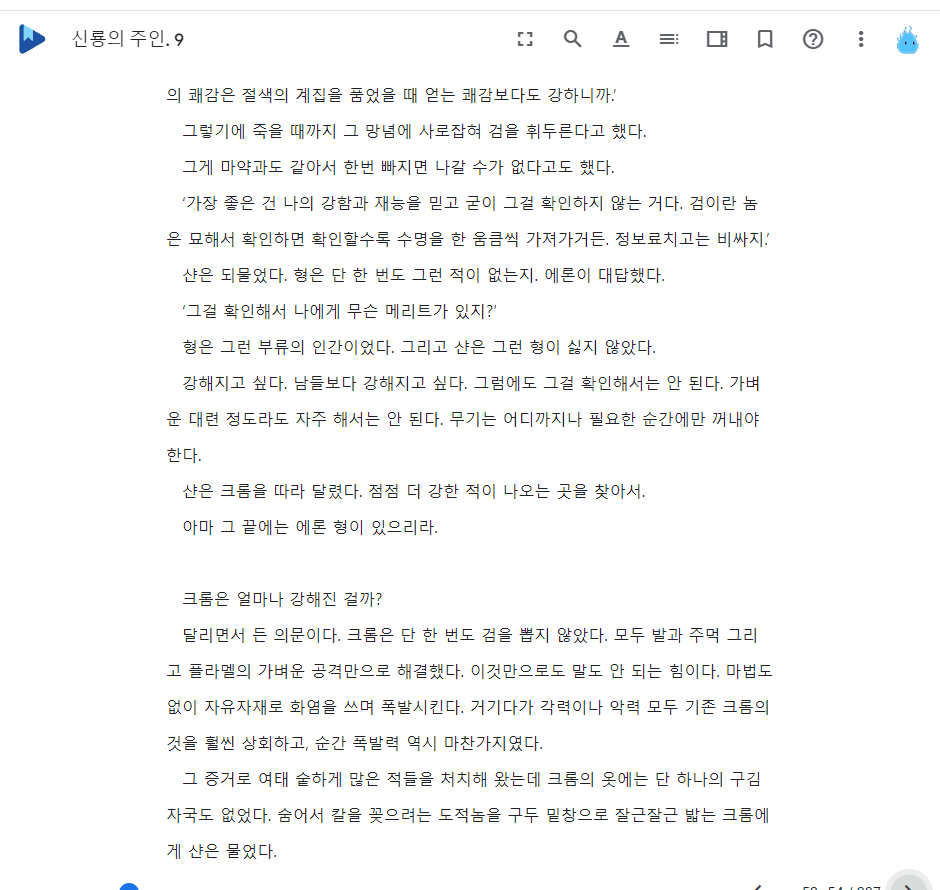 신룡의 주인. 9
의 쾌감은 절색의 계집을 품었을 때 얻는 쾌감보다도 강하니까.’
그렇기에 죽을 때까지 그 망념에 사로잡혀 검을 휘두른다고 했다.
그게 마약과도 같아서 한번 빠지면 나갈 수가 없다고도 했다.
‘가장 좋은 건 나의 강함과 재능을 믿고 굳이 그걸 확인하지 않는 거다. 검이란 놈
은 묘해서 확인하면 확인할수록 수명을 한 움큼씩 가져가거든. 정보료치고는 비싸지.’
샨은 되물었다. 형은 단 한 번도 그런 적이 없는지. 에론이 대답했다.
‘그걸 확인해서 나에게 무슨 메리트가 있지?’
형은 그런 부류의 인간이었다. 그리고 샨은 그런 형이 싫지 않았다.
강해지고 싶다. 남들보다 강해지고 싶다. 그럼에도 그걸 확인해서는 안 된다. 가벼
운 대련 정도라도 자주 해서는 안 된다. 무기는 어디까지나 필요한 순간에만 꺼내야
한다.
샨은 크롬을 따라 달렸다. 점점 더 강한 적이 나오는 곳을 찾아서.
아마 그 끝에는 에론 형이 있으리라.
크롬은 얼마나 강해진 걸까?
달리면서 든 의문이다. 크롬은 단 한 번도 검을 뽑지 않았다. 모두 발과 주먹 그리
고 플라멜의 가벼운 공격만으로 해결했다. 이것만으로도 말도 안 되는 힘이다. 마법도
없이 자유자재로 화염을 쓰며 폭발시킨다. 거기다가 각력이나 악력 모두 기존 크롬의
것을 훨씬 상회하고, 순간 폭발력 역시 마찬가지였다.
그 증거로 여태 숱하게 많은 적들을 처치해 왔는데 크롬의 옷에는 단 하나의 구김
자국도 없었다. 숨어서 칼을 꽂으려는 도적놈을 구두 밑창으로 잘근잘근 밟는 크롬에
게 샨은 물었다.